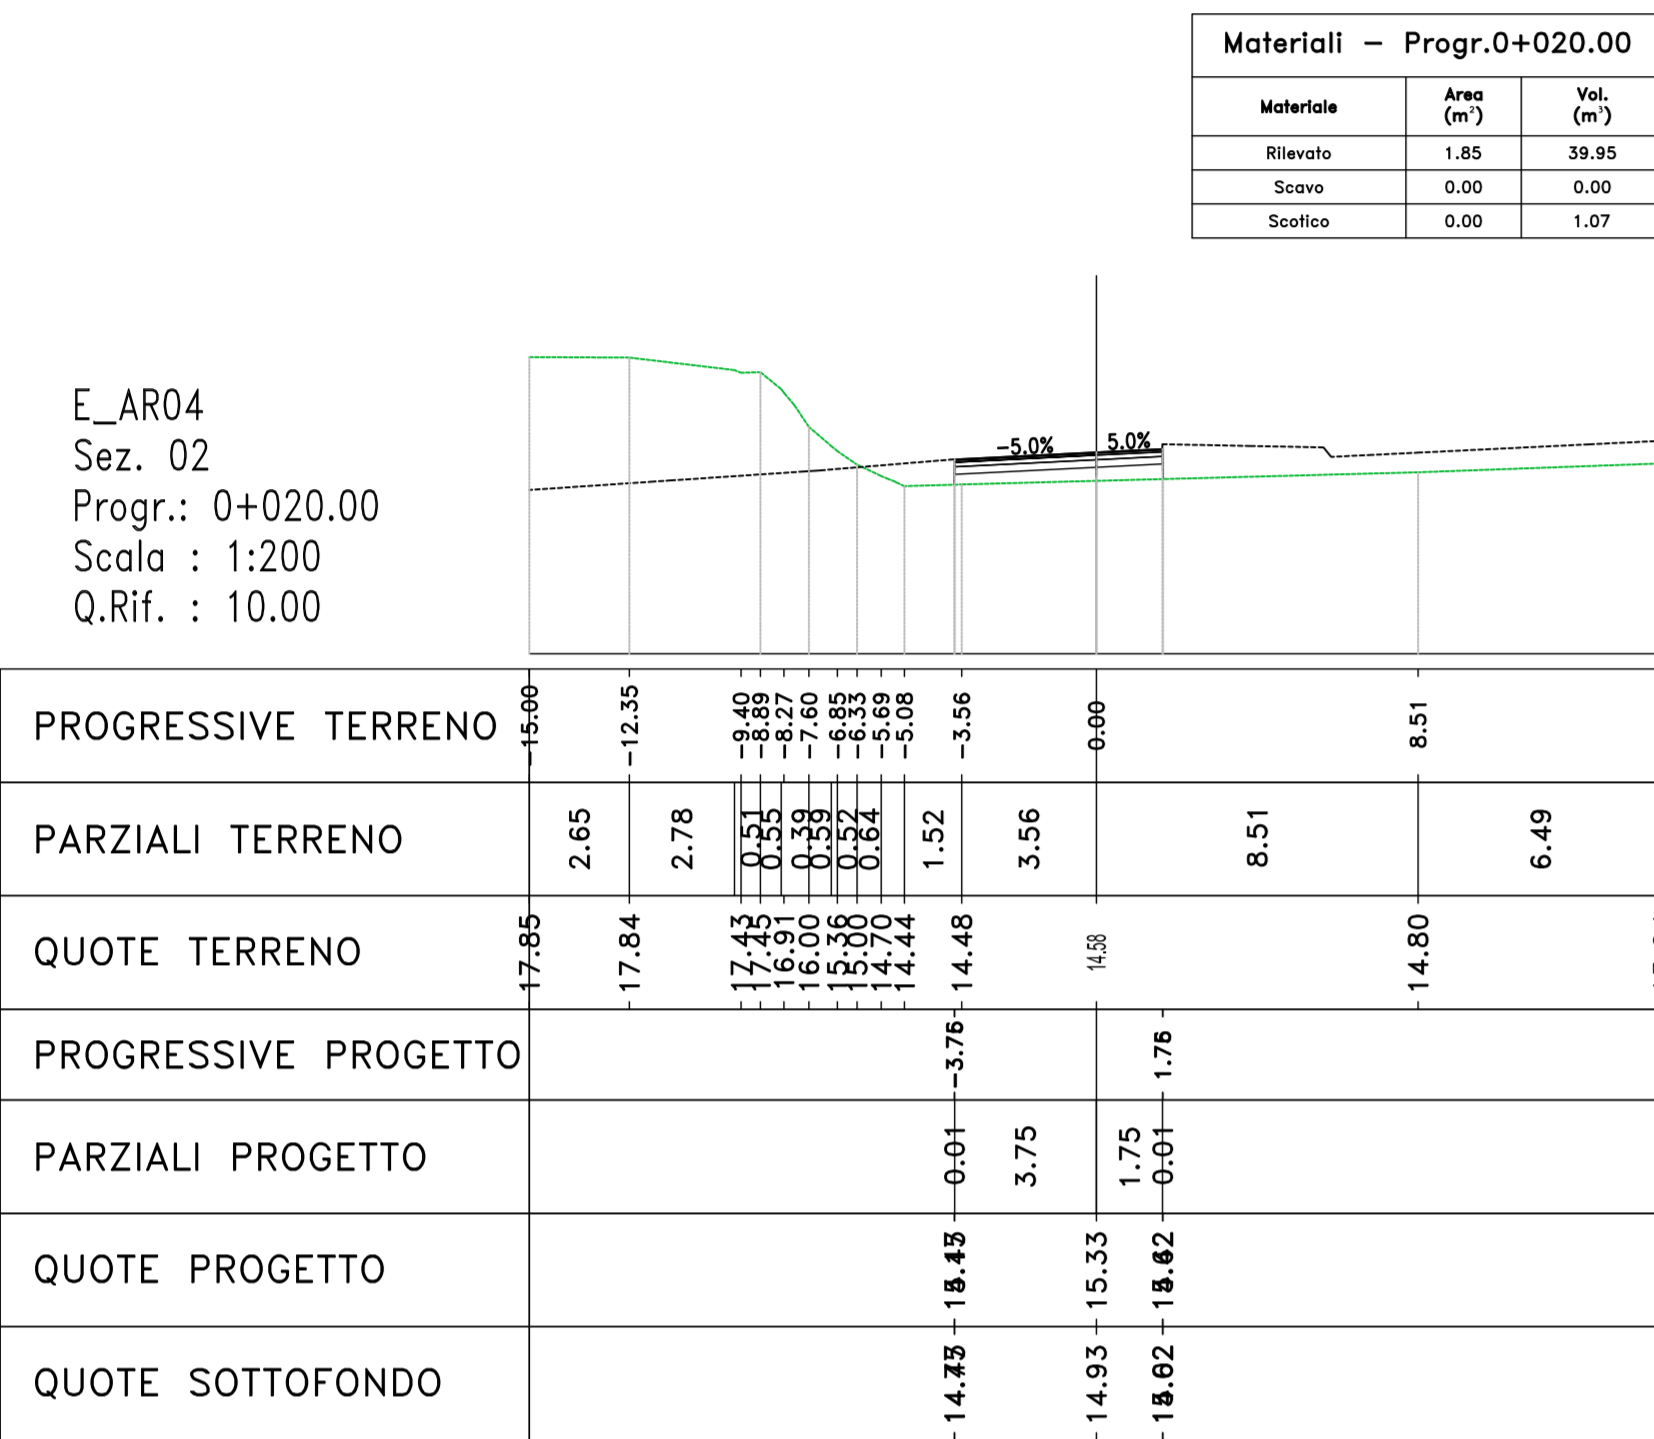 Materiali - Progr.0+020.00
Materiale Area (m²) Vol. (m³)
Rilevato 1.85 39.95
Scavo 0.00 0.00
Scotico 0.00 1.07
-5.0% 5.0%
E_AR04
Sez. 02
Progr.: 0+020.00
Scala : 1:200
Q.Rif. : 10.00
PROGRESSIVE TERRENO -15.00 -12.35 -9.40 -8.89 -8.27 -7.60 -6.85 -6.33 -5.69 -5.08 -3.56 0.00 8.51
PARZIALI TERRENO 2.65 2.78 0.51 0.55 0.39 0.59 0.52 0.64 1.52 3.56 8.51 6.49
QUOTE TERRENO 17.85 17.84 17.43 17.45 16.91 16.00 15.36 15.00 14.70 14.44 14.48 14.58 14.80
PROGRESSIVE PROGETTO
PARZIALI PROGETTO 0.01 3.75 1.75 0.01
QUOTE PROGETTO 15.33
QUOTE SOTTOFONDO 14.93